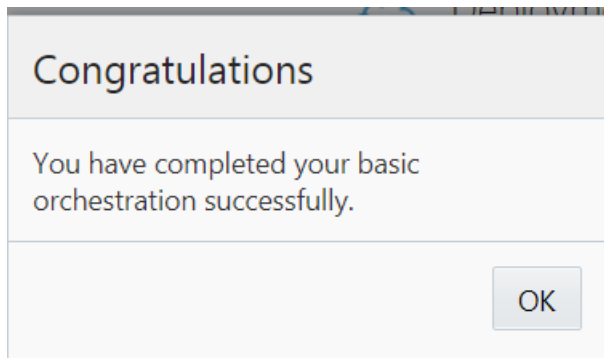 Congratulations
You have completed your basic
orchestration successfully.
OK